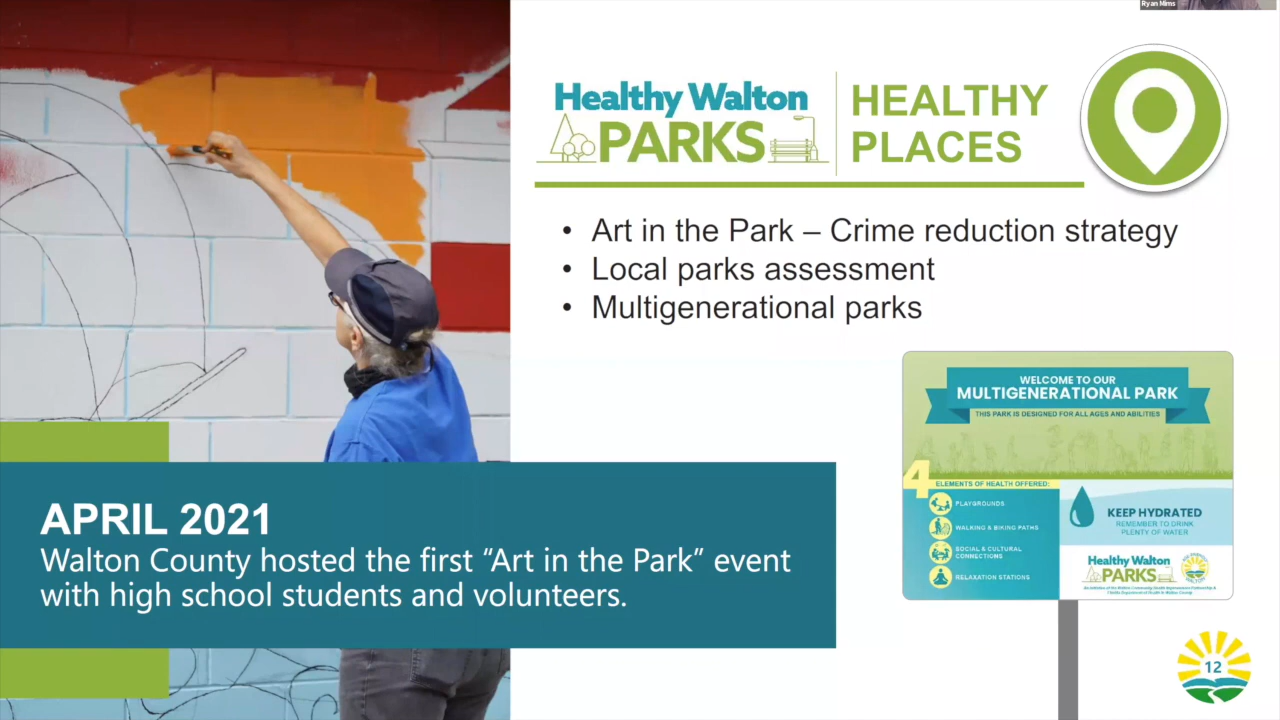 Ryan Mims
Healthy Walton
PARKS
HEALTHY
PLACES
• Art in the Park – Crime reduction strategy
• Local parks assessment
• Multigenerational parks
WELCOME TO OUR
MULTIGENERATIONAL PARK
THIS PARK IS DESIGNED FOR ALL AGES AND ABILITIES
4
ELEMENTS OF HEALTH OFFERED:
PLAYGROUNDS
WALKING & BIKING PATHS
SOCIAL & CULTURAL
CONNECTIONS
RELAXATION STATIONS
KEEP HYDRATED
REMEMBER TO DRINK
PLENTY OF WATER
Healthy Walton
PARKS
APRIL 2021
Walton County hosted the first “Art in the Park” event
with high school students and volunteers.
12